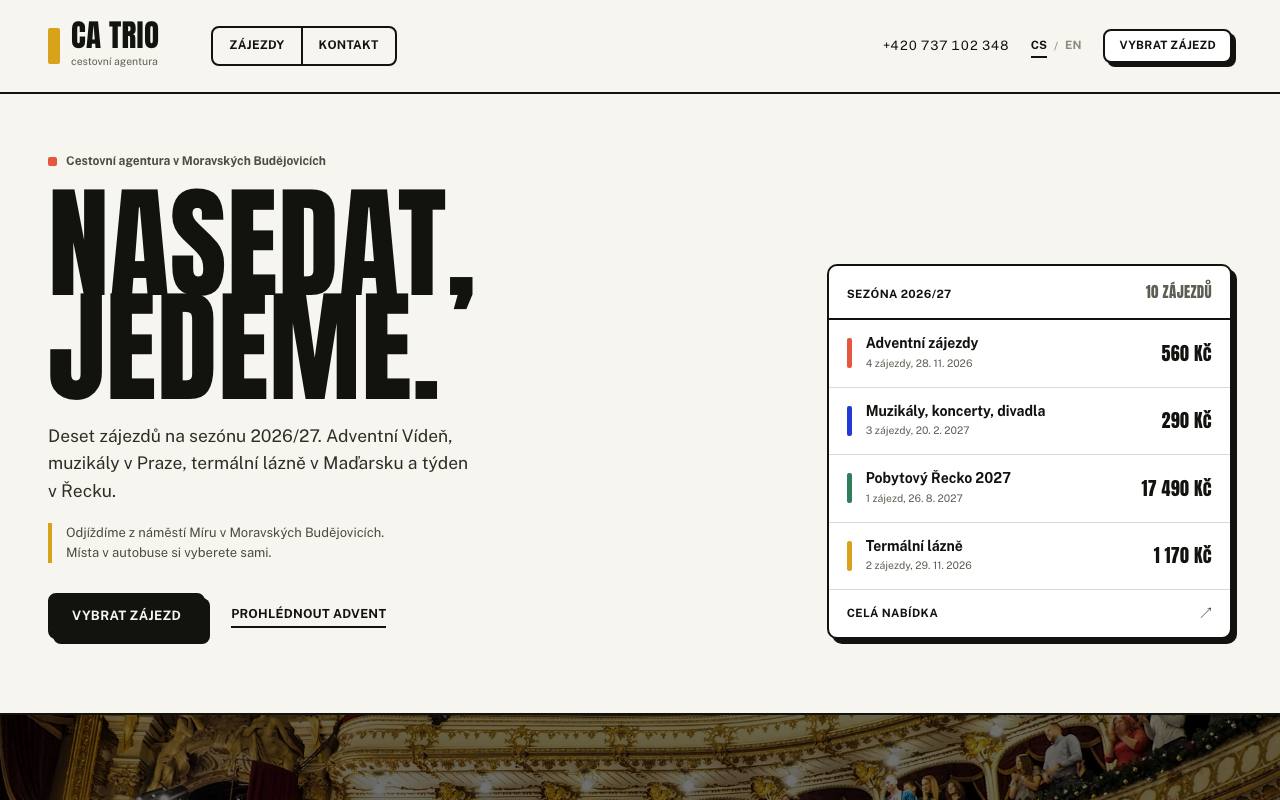 CA TRIO
cestovní agentura
ZÁJEZDY
KONTAKT
+420 737 102 348
CS / EN
VYBRAT ZÁJEZD
Cestovní agentura v Moravských Budějovicích
NASEDAT,
JEDEME.
Deset zájezdů na sezónu 2026/27. Adventní Vídeň,
muzikály v Praze, termální lázně v Maďarsku a týden
v Řecku.
Odjíždíme z náměstí Míru v Moravských Budějovicích.
Místa v autobuse si vyberete sami.
VYBRAT ZÁJEZD
PROHLÉDNOUT ADVENT
SEZÓNA 2026/27
10 ZÁJEZDŮ
Adventní zájezdy
4 zájezdy, 28. 11. 2026
560 Kč
Muzikály, koncerty, divadla
3 zájezdy, 20. 2. 2027
290 Kč
Pobytový Řecko 2027
1 zájezd, 26. 8. 2027
17 490 Kč
Termální lázně
2 zájezdy, 29. 11. 2026
1 170 Kč
CELÁ NABÍDKA